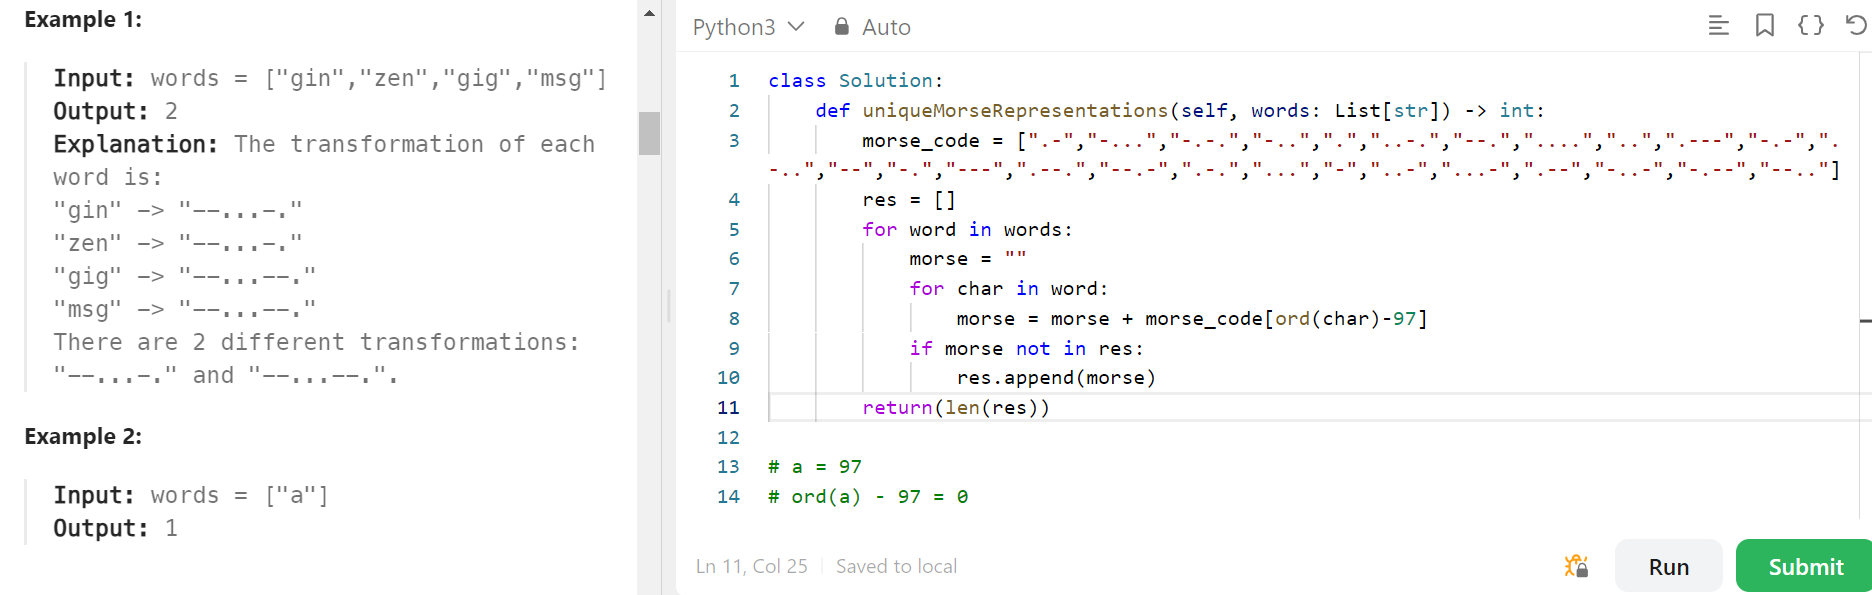 Example 1:
Input: words = ["gin","zen","gig","msg"]
Output: 2
Explanation: The transformation of each
word is:
"gin" -> "--...-."
"zen" -> "--...-."
"gig" -> "--...--."
"msg" -> "--...--."
There are 2 different transformations:
"--...-." and "--...--.".
Example 2:
Input: words = ["a"]
Output: 1
Python3 Auto
1 class Solution:
2 def uniqueMorseRepresentations(self, words: List[str]) -> int:
3 morse_code = [".-","-...","-.-.","-..",".","..-.","--.","....","..",".---","-.-",".
-..","--","-.","---",".--.","--.-",".-.","...","-","..-","...-",".--","-..-","-.--","--.."]
4 res = []
5 for word in words:
6 morse = ""
7 for char in word:
8 morse = morse + morse_code[ord(char)-97]
9 if morse not in res:
10 res.append(morse)
11 return(len(res))
12
13 # a = 97
14 # ord(a) - 97 = 0
Ln 11, Col 25 Saved to local
Run Submit